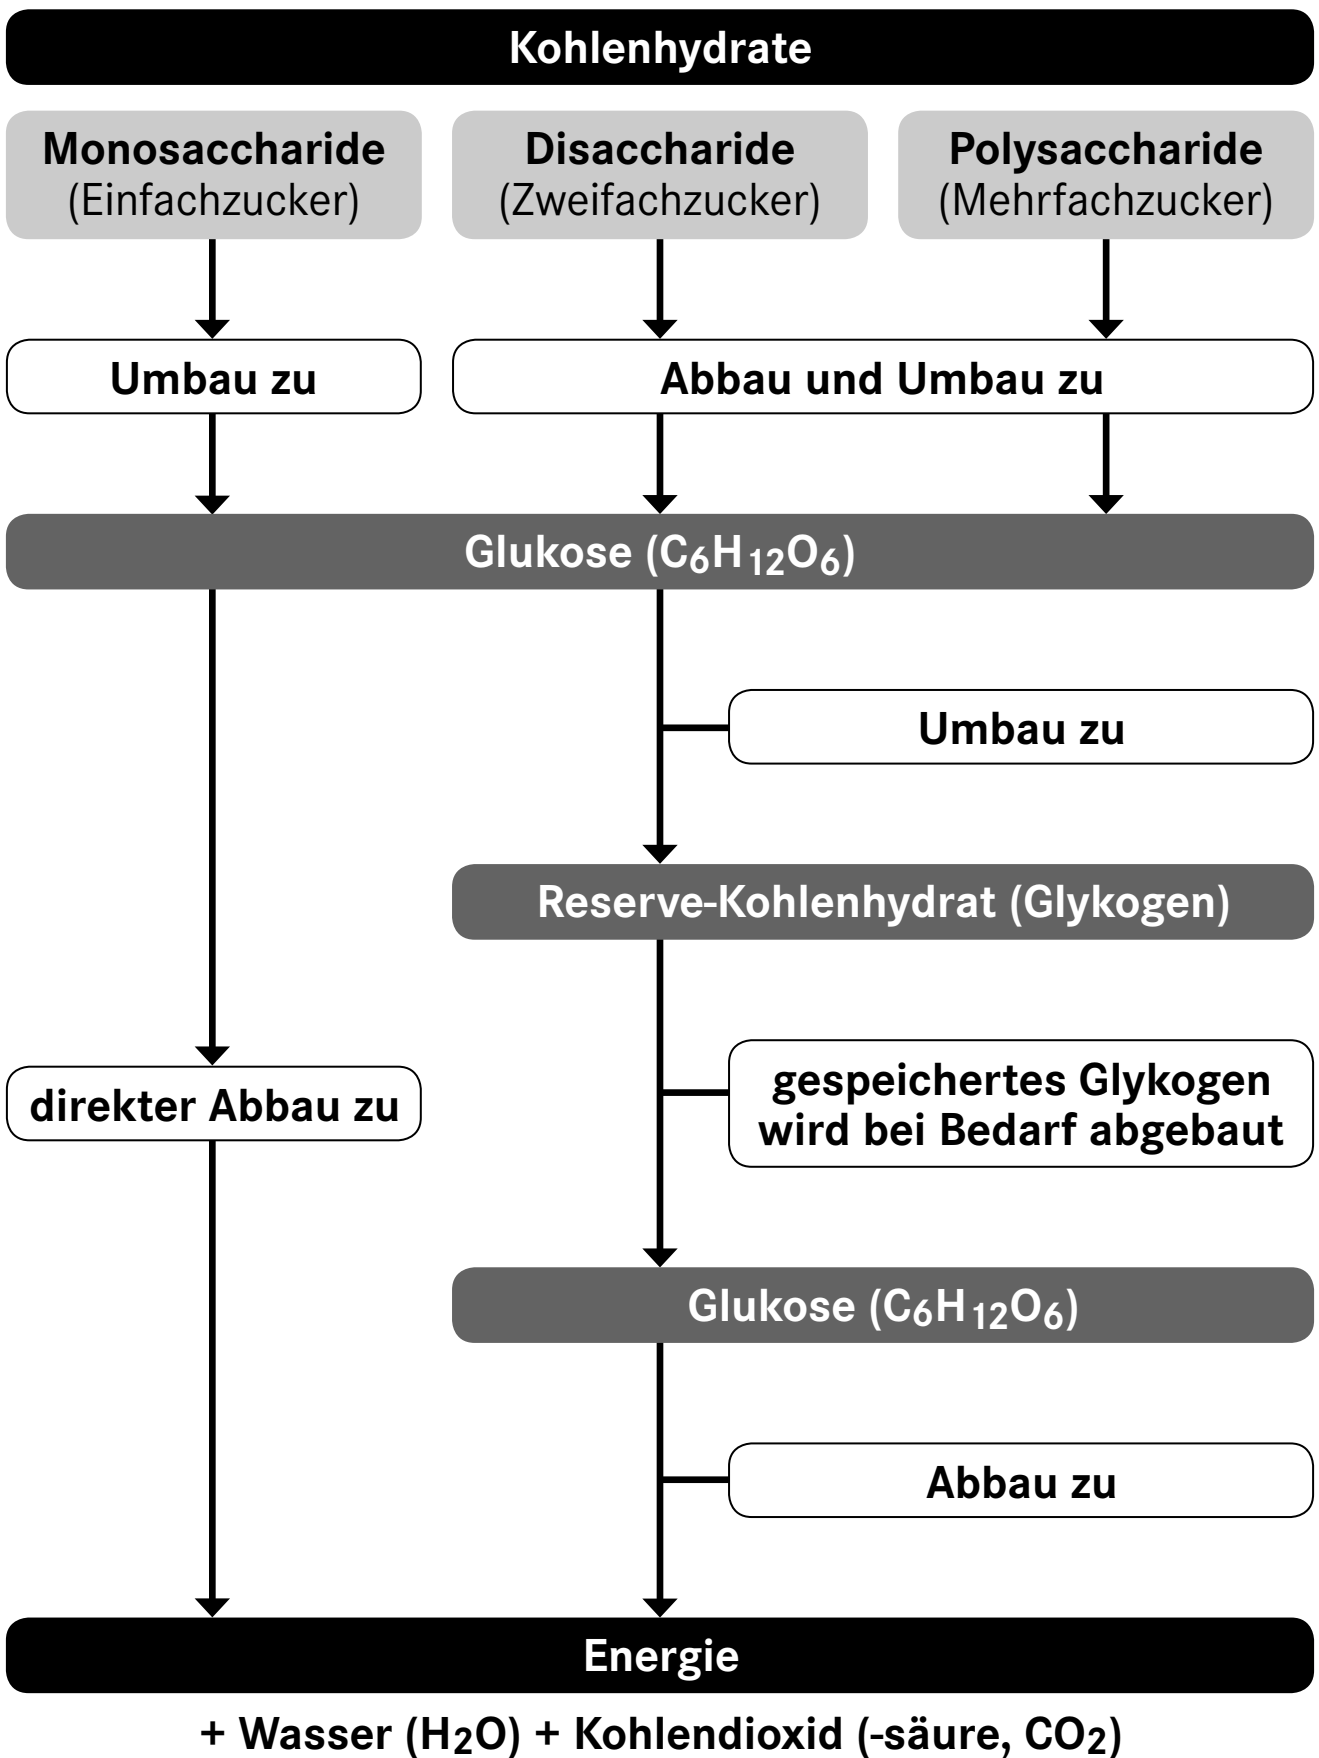 Kohlenhydrate
Monosaccharide
(Einfachzucker)
Disaccharide
(Zweifachzucker)
Polysaccharide
(Mehrfachzucker)
Umbau zu
Abbau und Umbau zu
Glukose (C6H12O6)
Umbau zu
Reserve-Kohlenhydrat (Glykogen)
gespeichertes Glykogen
wird bei Bedarf abgebaut
direkter Abbau zu
Glukose (C6H12O6)
Abbau zu
Energie
+ Wasser (H2O) + Kohlendioxid (-säure, CO2)